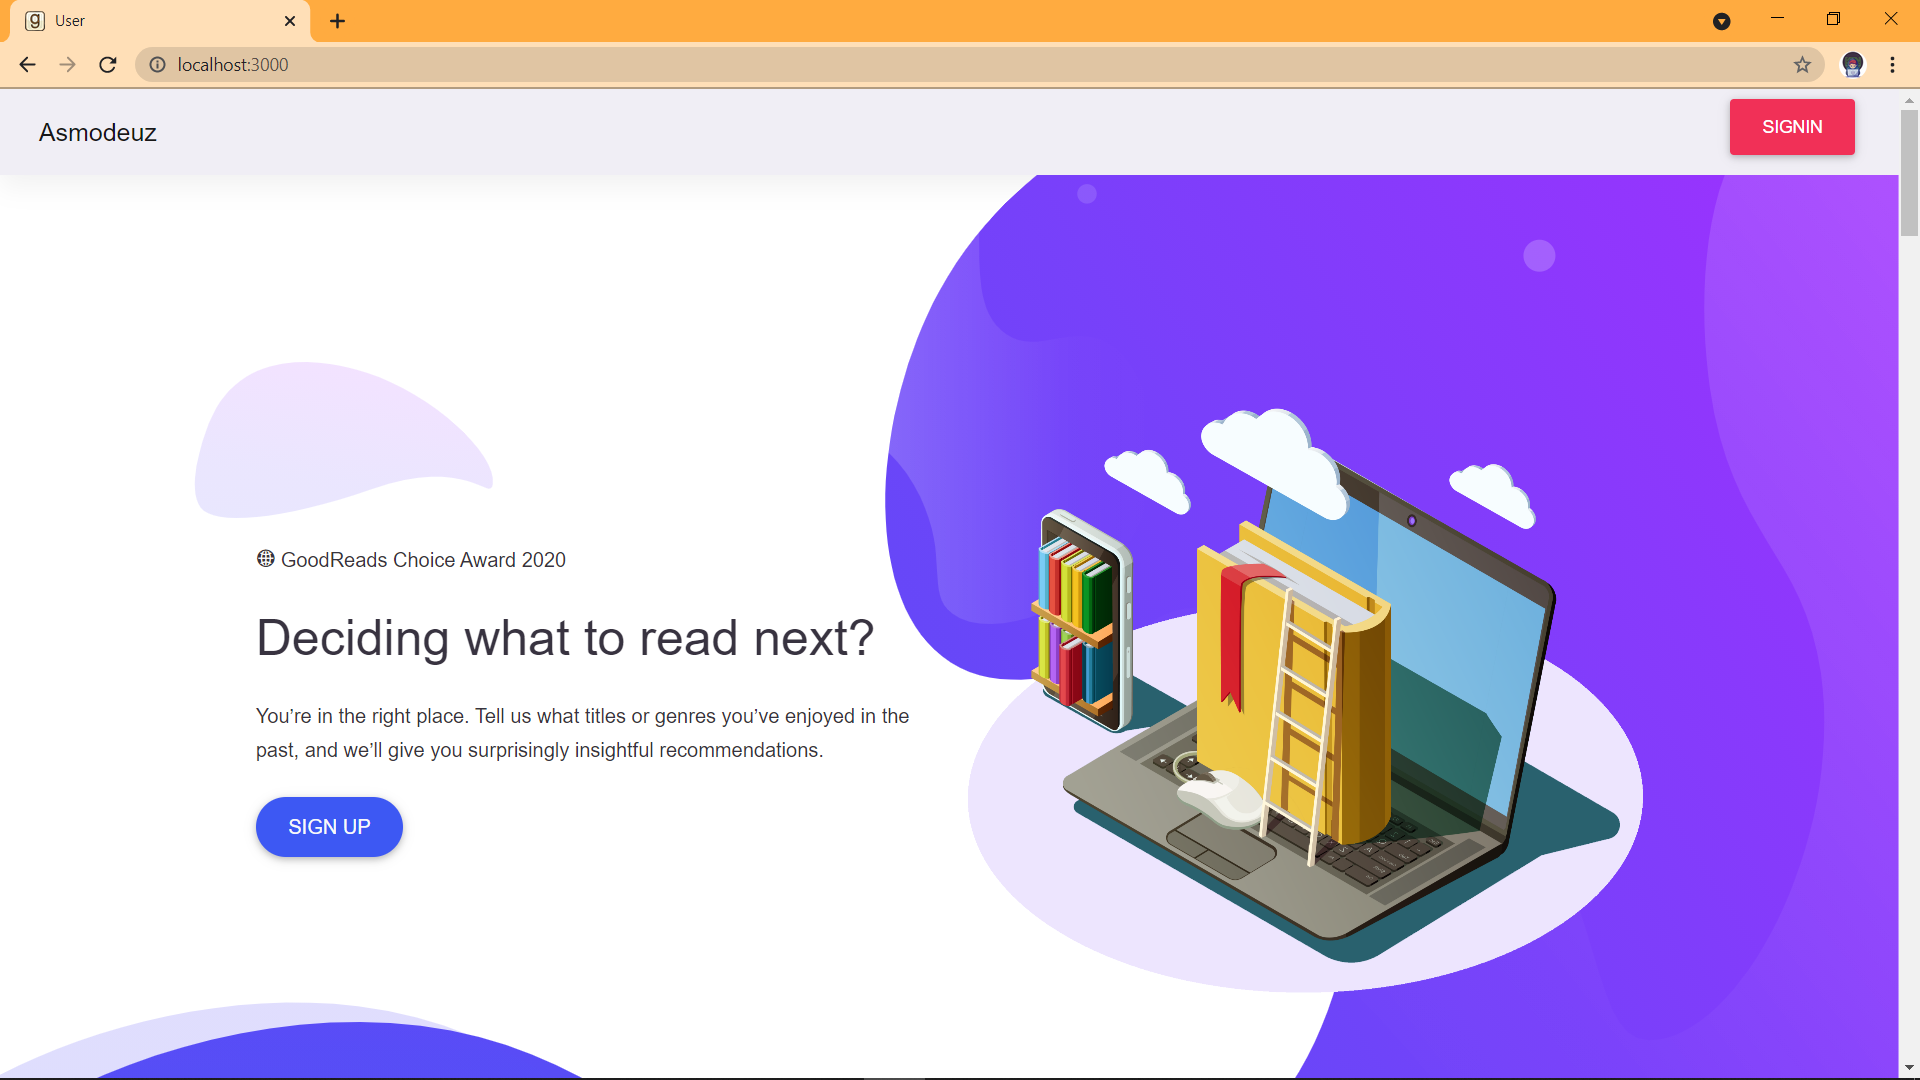 User
localhost:3000
Asmodeuz
SIGNIN
GoodReads Choice Award 2020
Deciding what to read next?
You’re in the right place. Tell us what titles or genres you’ve enjoyed in the
past, and we’ll give you surprisingly insightful recommendations.
SIGN UP